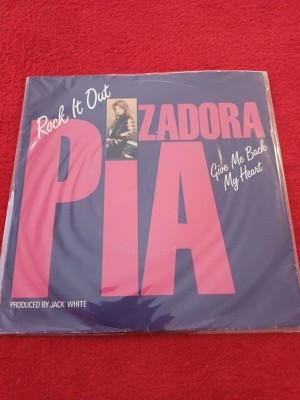 Rock It Out
PIA
ZADORA
Give Me Back
My Heart
PRODUCED BY JACK WHITE